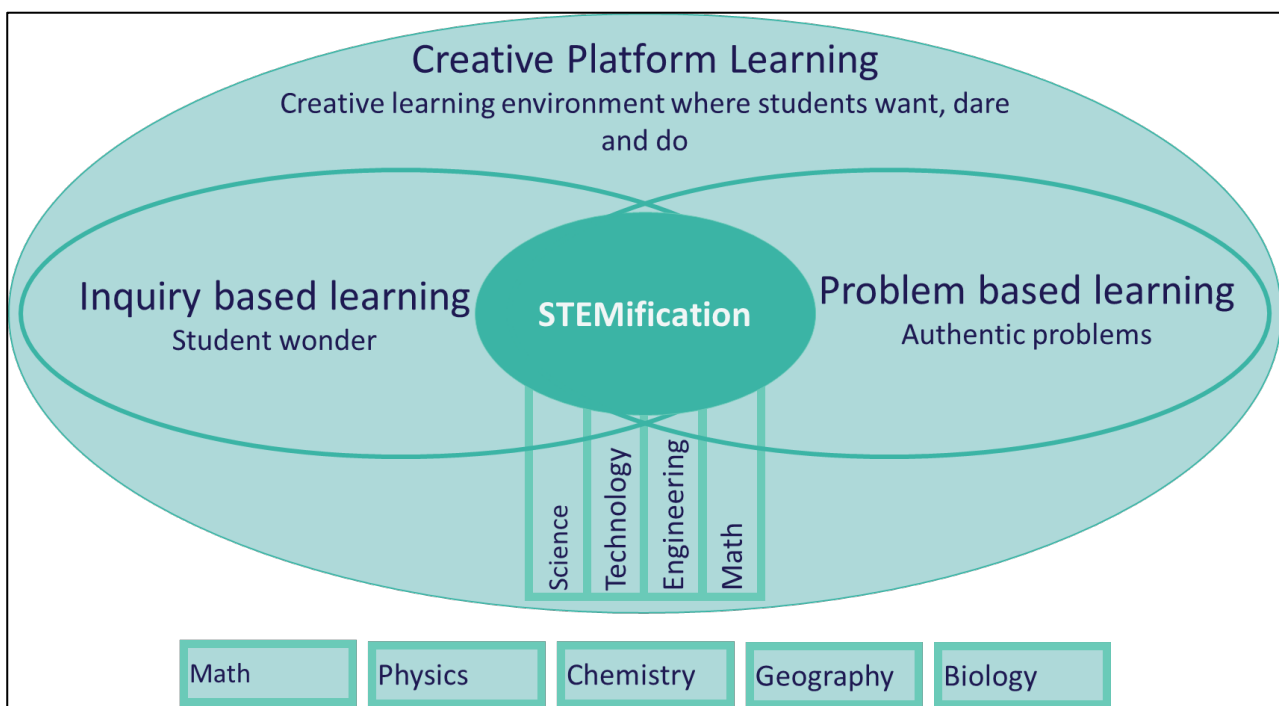 Creative Platform Learning
Creative learning environment where students want, dare
and do
Inquiry based learning
Student wonder
STEMification
Problem based learning
Authentic problems
Science
Technology
Engineering
Math
Math
Physics
Chemistry
Geography
Biology